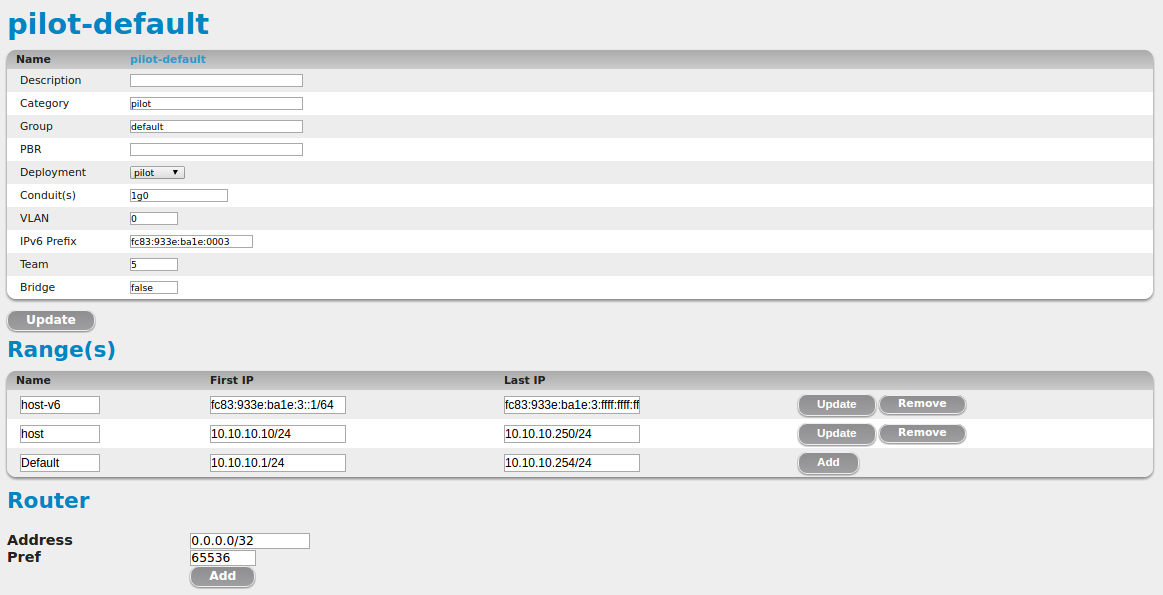 pilot-default
Name pilot-default
Description
Category pilot
Group default
PBR
Deployment pilot
Conduit(s) 1g0
VLAN 0
IPv6 Prefix fc83:933e:ba1e:0003
Team 5
Bridge false
Update
Range(s)
Name First IP Last IP
host-v6 fc83:933e:ba1e:3::1/64 fc83:933e:ba1e:3:ffff:ffff:ff Update Remove
host 10.10.10.10/24 10.10.10.250/24 Update Remove
Default 10.10.10.1/24 10.10.10.254/24 Add
Router
Address 0.0.0.0/32
Pref 65536
Add